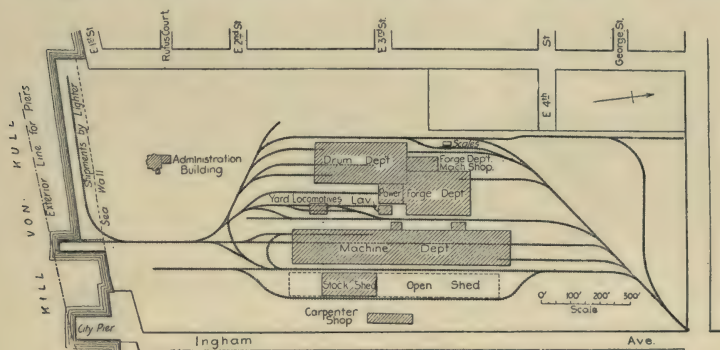 E 1st St.
Rufus Court
E 2nd St
E 3rd St.
St
George St.
E 4th
KILL VON KULL
Exterior Line for Piers
Shipments by Lighter
Sea Wall
Administration
Building
Drum Dept
Scales
Forge Dept.
Mach. Shop.
Power
Forge Dept
Yard Locomotives
Lav.
Machine Dept
Stock Shed
Open Shed
0' 100' 200' 300'
Scale
Carpenter
Shop
City Pier
Ingham Ave.